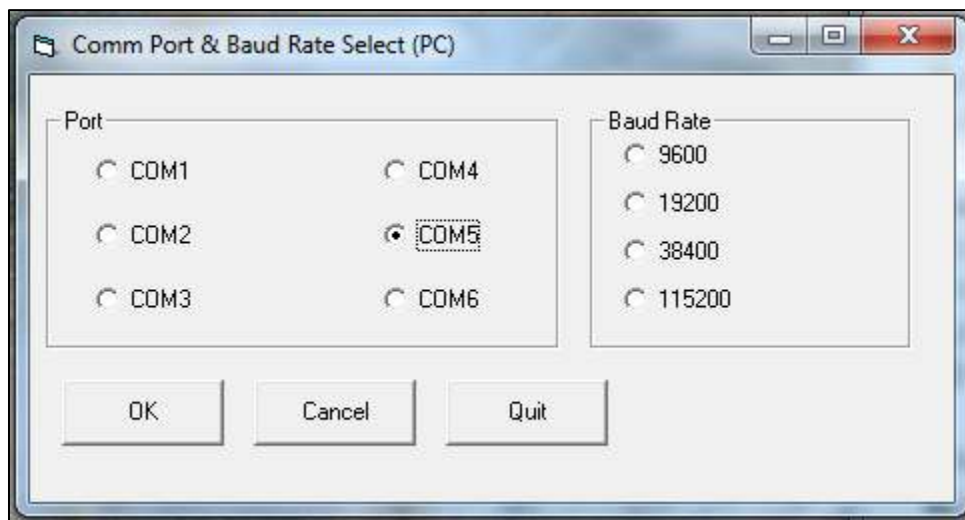 Comm Port & Baud Rate Select (PC)
Port
COM1
COM2
COM3
COM4
COM5
COM6
Baud Rate
9600
19200
38400
115200
OK
Cancel
Quit